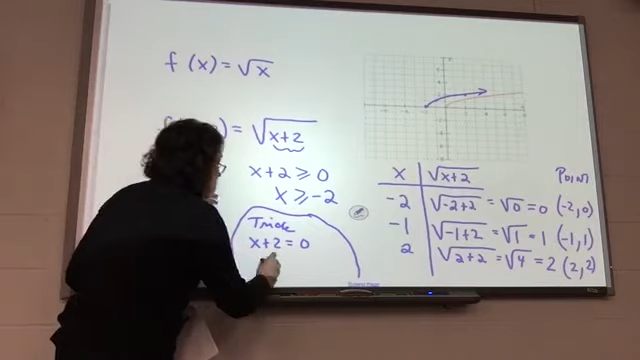 f(x) = √x
) = √x+2
x+2 ≥ 0
x ≥ -2
Trick
x+2 = 0
x √x+2 POINT
-2 √-2+2 = √0 = 0 (-2,0)
-1 √-1+2 = √1 = 1 (-1,1)
2 √2+2 = √4 = 2 (2,2)